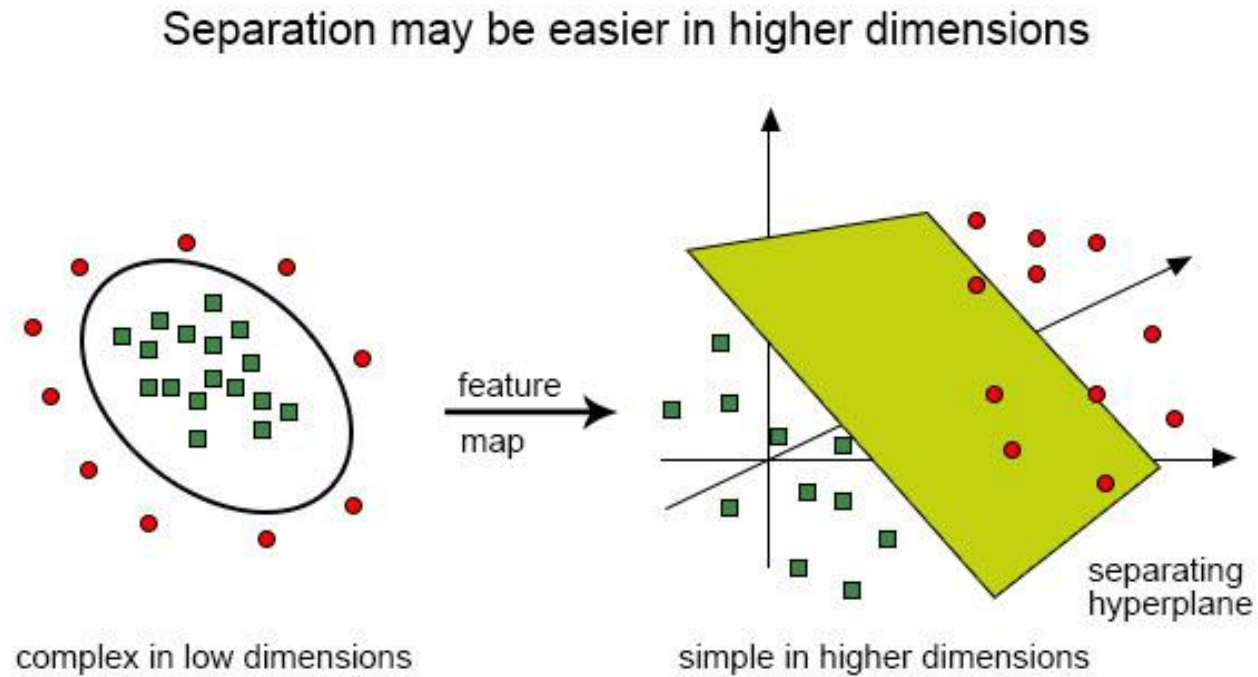 Separation may be easier in higher dimensions
feature
map
separating
hyperplane
complex in low dimensions
simple in higher dimensions